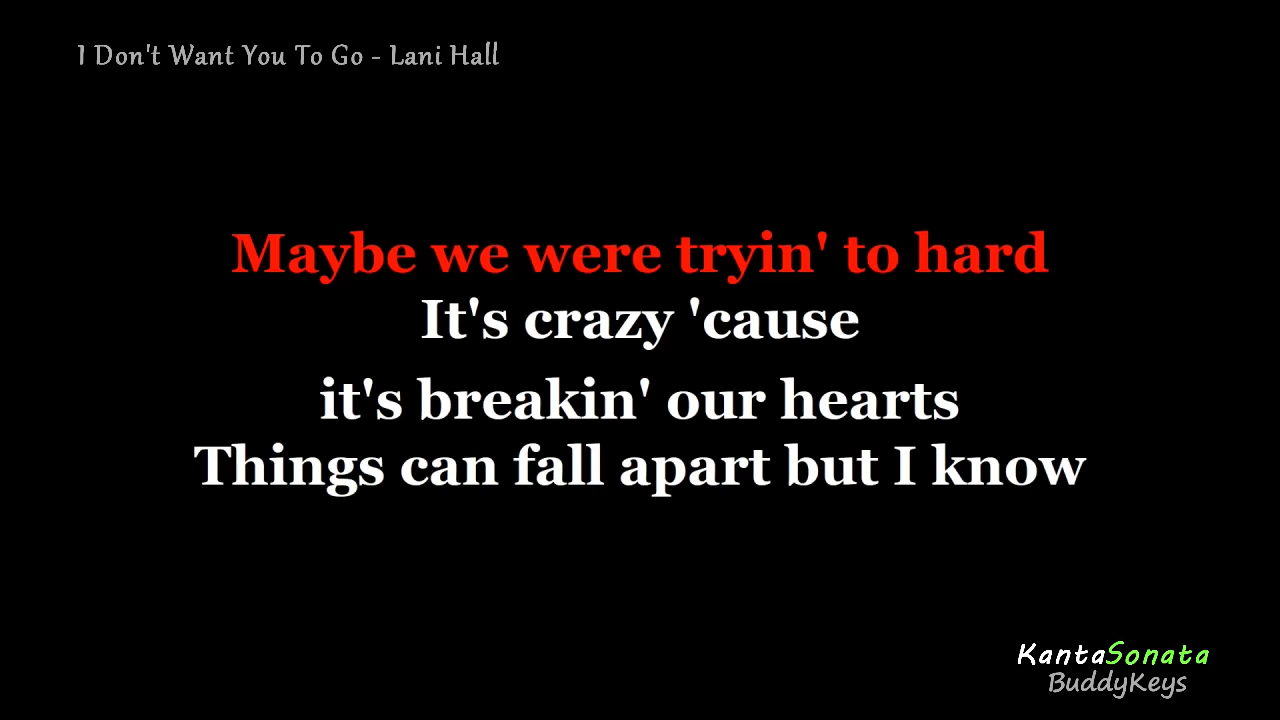 I Don't Want You To Go - Lani Hall
Maybe we were tryin' to hard
It's crazy 'cause
it's breakin' our hearts
Things can fall apart but I know
KantaSonata
BuddyKeys